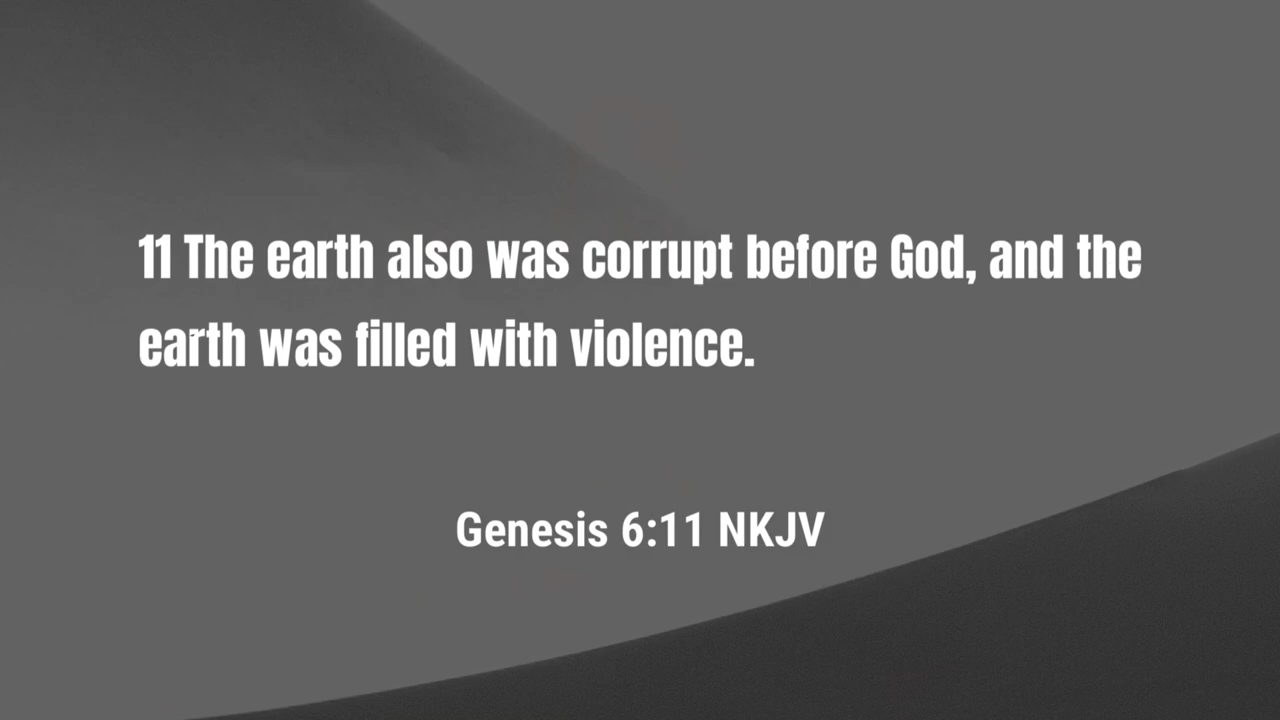 11 The earth also was corrupt before God, and the
earth was filled with violence.
Genesis 6:11 NKJV